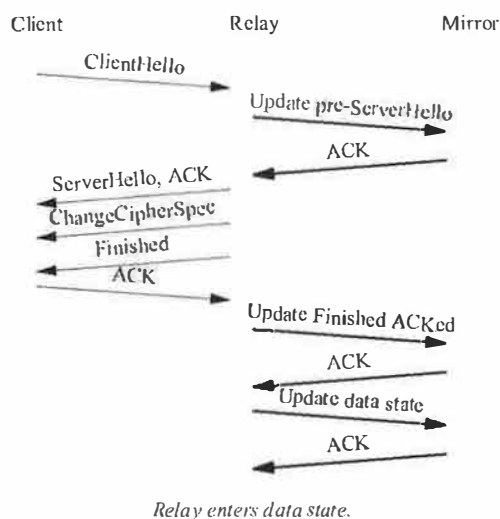 Client Relay Mirror
ClientHello
Update pre-ServerHello
ACK
ServerHello, ACK
ChangeCipherSpec
Finished
ACK
Update Finished ACKed
ACK
Update data state
ACK
Relay enters data state.